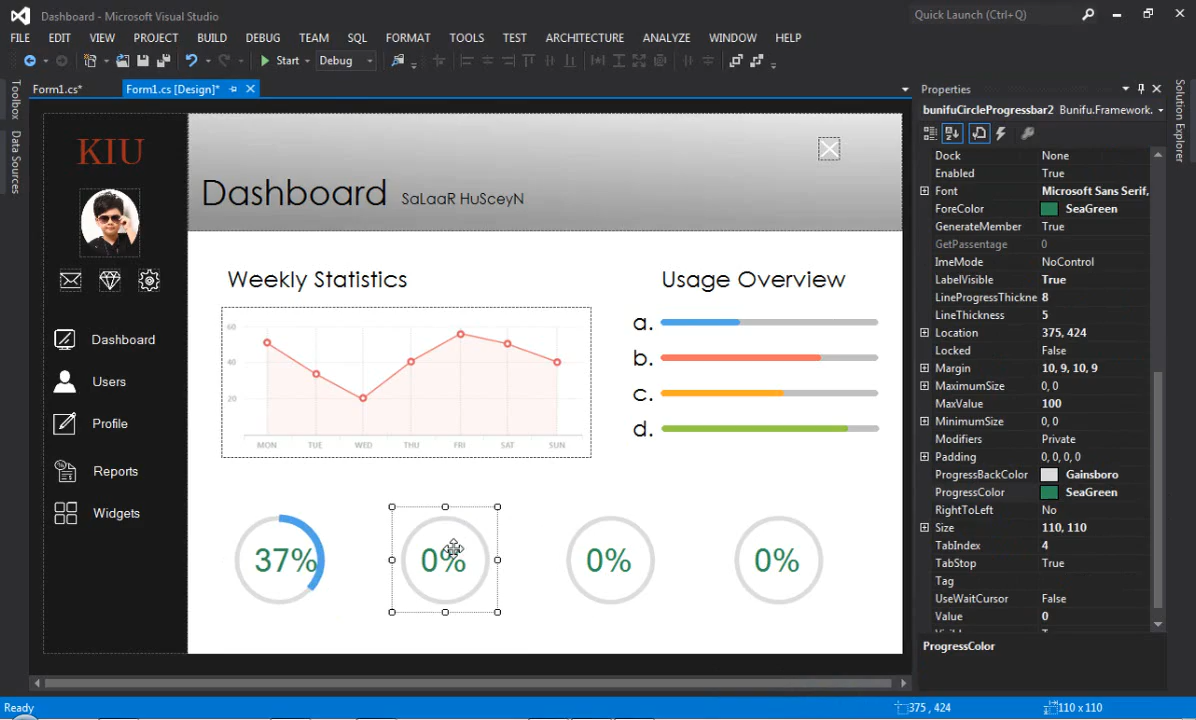 Dashboard - Microsoft Visual Studio
Quick Launch (Ctrl+Q)
FILE EDIT VIEW PROJECT BUILD DEBUG TEAM SQL FORMAT TOOLS TEST ARCHITECTURE ANALYZE WINDOW HELP
Start Debug
Toolbox
Data Sources
Form1.cs* Form1.cs [Design]*
KIU
Dashboard
Users
Profile
Reports
Widgets
Dashboard SaLaaR HuSceyN
Weekly Statistics
60
40
20
MON TUE WED THU FRI SAT SUN
Usage Overview
a.
b.
c.
d.
37% 0% 0% 0%
Properties
bunifuCircleProgressbar2 Bunifu.Framework.
Dock None
Enabled True
Font Microsoft Sans Serif,
ForeColor SeaGreen
GenerateMember True
GetPassentage 0
ImeMode NoControl
LabelVisible True
LineProgressThickne 8
LineThickness 5
Location 375, 424
Locked False
Margin 10, 9, 10, 9
MaximumSize 0, 0
MaxValue 100
MinimumSize 0, 0
Modifiers Private
Padding 0, 0, 0, 0
ProgressBackColor Gainsboro
ProgressColor SeaGreen
RightToLeft No
Size 110, 110
TabIndex 4
TabStop True
Tag
UseWaitCursor False
Value 0
ProgressColor
Solution Explorer
Ready 375 , 424 110 x 110